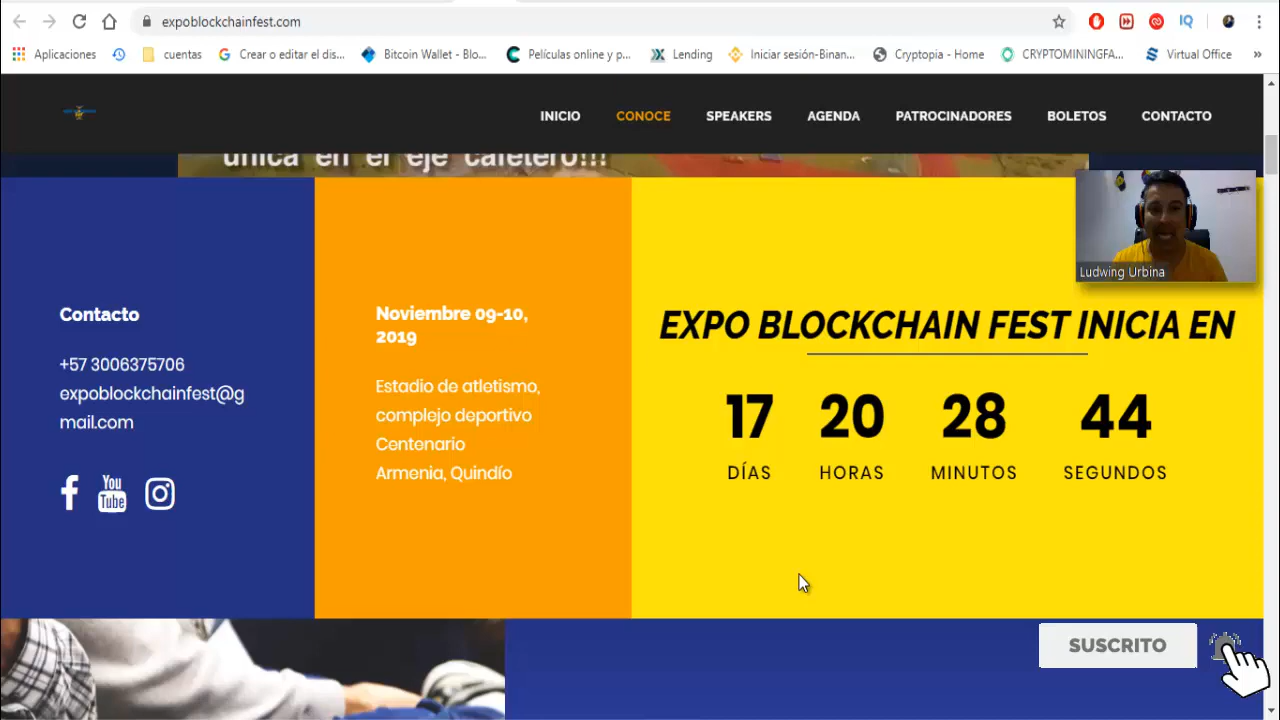 expoblockchainfest.com
IQ
Aplicaciones
cuentas
Crear o editar el dis...
Bitcoin Wallet - Blo...
Películas online y p...
Lending
Iniciar sesión-Binan...
Cryptopia - Home
CRYPTOMININGFA...
Virtual Office
»
INICIO
CONOCE
SPEAKERS
AGENDA
PATROCINADORES
BOLETOS
CONTACTO
única en el eje cafetero!!!
Ludwing Urbina
Contacto
+57 3006375706
expoblockchainfest@g
mail.com
You
Tube
Noviembre 09-10,
2019
Estadio de atletismo,
complejo deportivo
Centenario
Armenia, Quindío
EXPO BLOCKCHAIN FEST INICIA EN
17 20 28 44
DÍAS HORAS MINUTOS SEGUNDOS
SUSCRITO